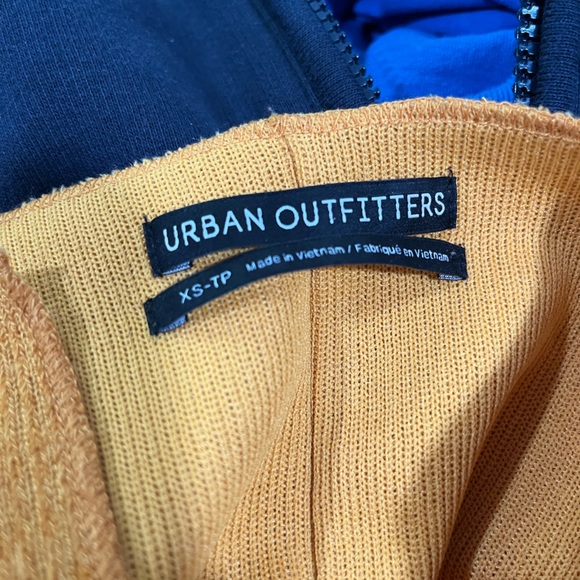 URBAN OUTFITTERS
XS-TP Made in Vietnam / Fabriqué en Vietnam